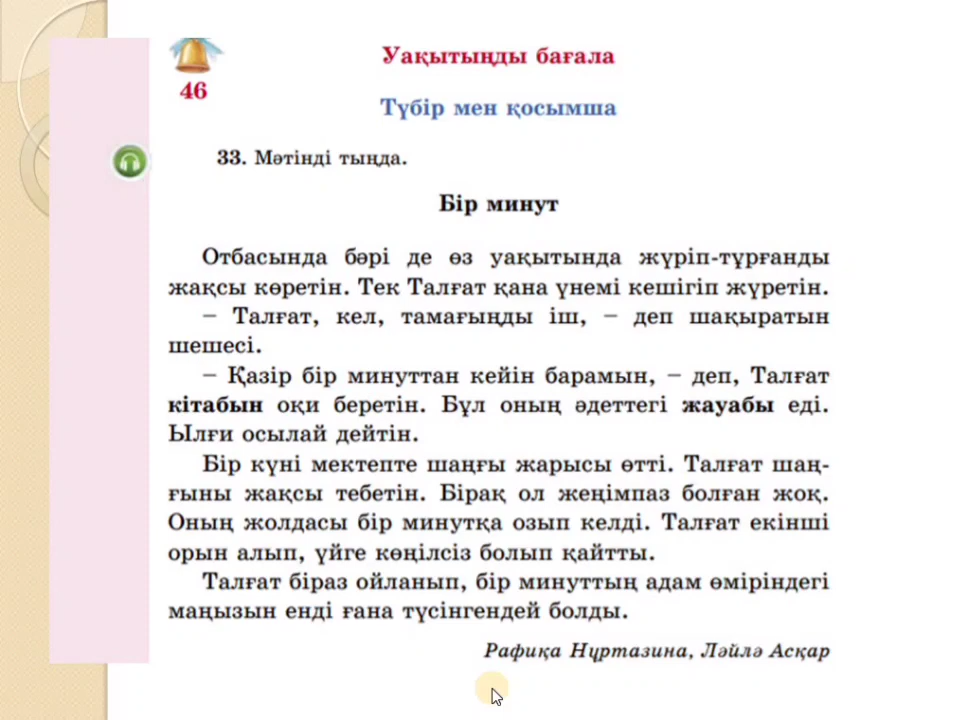 46
Уақытыңды бағала
Түбір мен қосымша
33. Мәтінді тыңда.
Бір минут
Отбасында бәрі де өз уақытында жүріп-тұрғанды
жақсы көретін. Тек Талғат қана үнемі кешігіп жүретін.
– Талғат, кел, тамағыңды іш, – деп шақыратын
шешесі.
– Қазір бір минуттан кейін барамын, – деп, Талғат
кітабын оқи беретін. Бұл оның әдеттегі жауабы еді.
Ылғи осылай дейтін.
Бір күні мектепте шаңғы жарысы өтті. Талғат шаң-
ғыны жақсы тебетін. Бірақ ол жеңімпаз болған жоқ.
Оның жолдасы бір минутқа озып келді. Талғат екінші
орын алып, үйге көңілсіз болып қайтты.
Талғат біраз ойланып, бір минуттың адам өміріндегі
маңызын енді ғана түсінгендей болды.
Рафиқа Нұртазина, Ләйлә Асқар